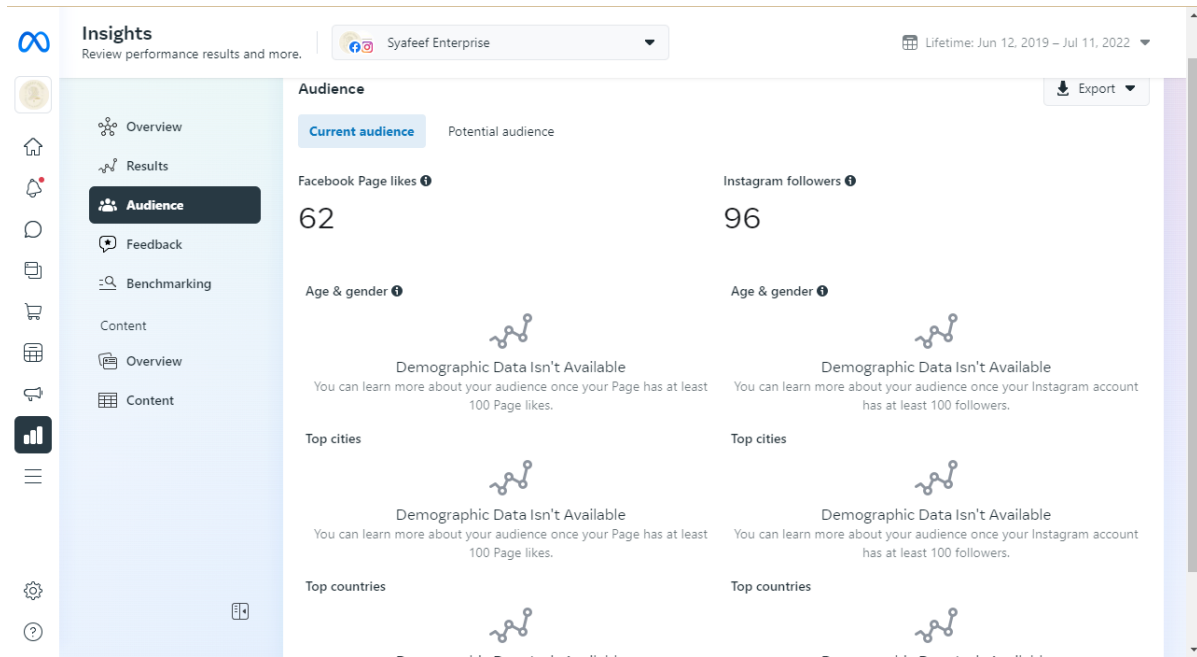 Insights
Review performance results and more.
Syafeef Enterprise
Lifetime: Jun 12, 2019 – Jul 11, 2022
Overview
Results
Audience
Feedback
Benchmarking
Content
Overview
Content
Audience
Export
Current audience
Potential audience
Facebook Page likes
62
Age & gender
Demographic Data Isn't Available
You can learn more about your audience once your Page has at least
100 Page likes.
Top cities
Demographic Data Isn't Available
You can learn more about your audience once your Page has at least
100 Page likes.
Top countries
Instagram followers
96
Age & gender
Demographic Data Isn't Available
You can learn more about your audience once your Instagram account
has at least 100 followers.
Top cities
Demographic Data Isn't Available
You can learn more about your audience once your Instagram account
has at least 100 followers.
Top countries